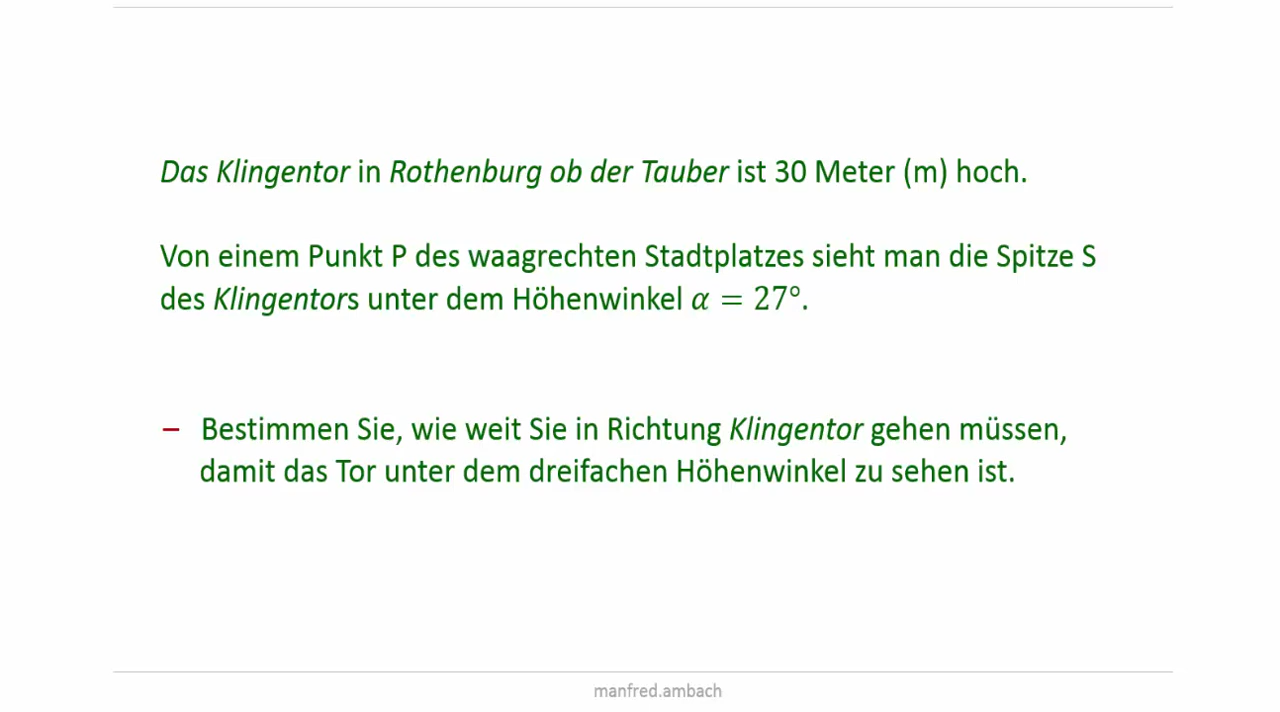 Das Klingentor in Rothenburg ob der Tauber ist 30 Meter (m) hoch.
Von einem Punkt P des waagrechten Stadtplatzes sieht man die Spitze S
des Klingentors unter dem Höhenwinkel α = 27°.
– Bestimmen Sie, wie weit Sie in Richtung Klingentor gehen müssen,
damit das Tor unter dem dreifachen Höhenwinkel zu sehen ist.
manfred.ambach